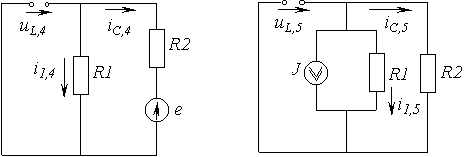 u_{L,4} i_{C,4}
R2
i_{1,4} R1
e
u_{L,5} i_{C,5}
J R1 R2
i_{1,5}